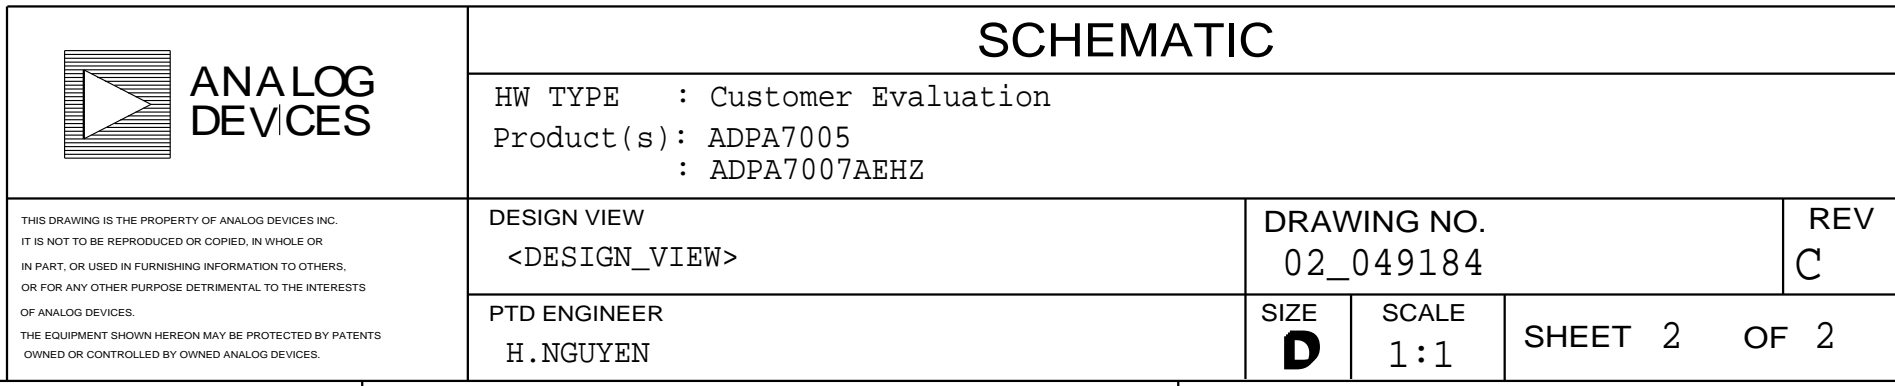 ANALOG
DEVICES
SCHEMATIC
HW TYPE : Customer Evaluation
Product(s): ADPA7005
: ADPA7007AEHZ
THIS DRAWING IS THE PROPERTY OF ANALOG DEVICES INC.
IT IS NOT TO BE REPRODUCED OR COPIED, IN WHOLE OR
IN PART, OR USED IN FURNISHING INFORMATION TO OTHERS,
OR FOR ANY OTHER PURPOSE DETRIMENTAL TO THE INTERESTS
OF ANALOG DEVICES.
THE EQUIPMENT SHOWN HEREON MAY BE PROTECTED BY PATENTS
OWNED OR CONTROLLED BY OWNED ANALOG DEVICES.
DESIGN VIEW
<DESIGN_VIEW>
DRAWING NO.
02_049184
REV
C
PTD ENGINEER
H.NGUYEN
SIZE
D
SCALE
1:1
SHEET 2 OF 2